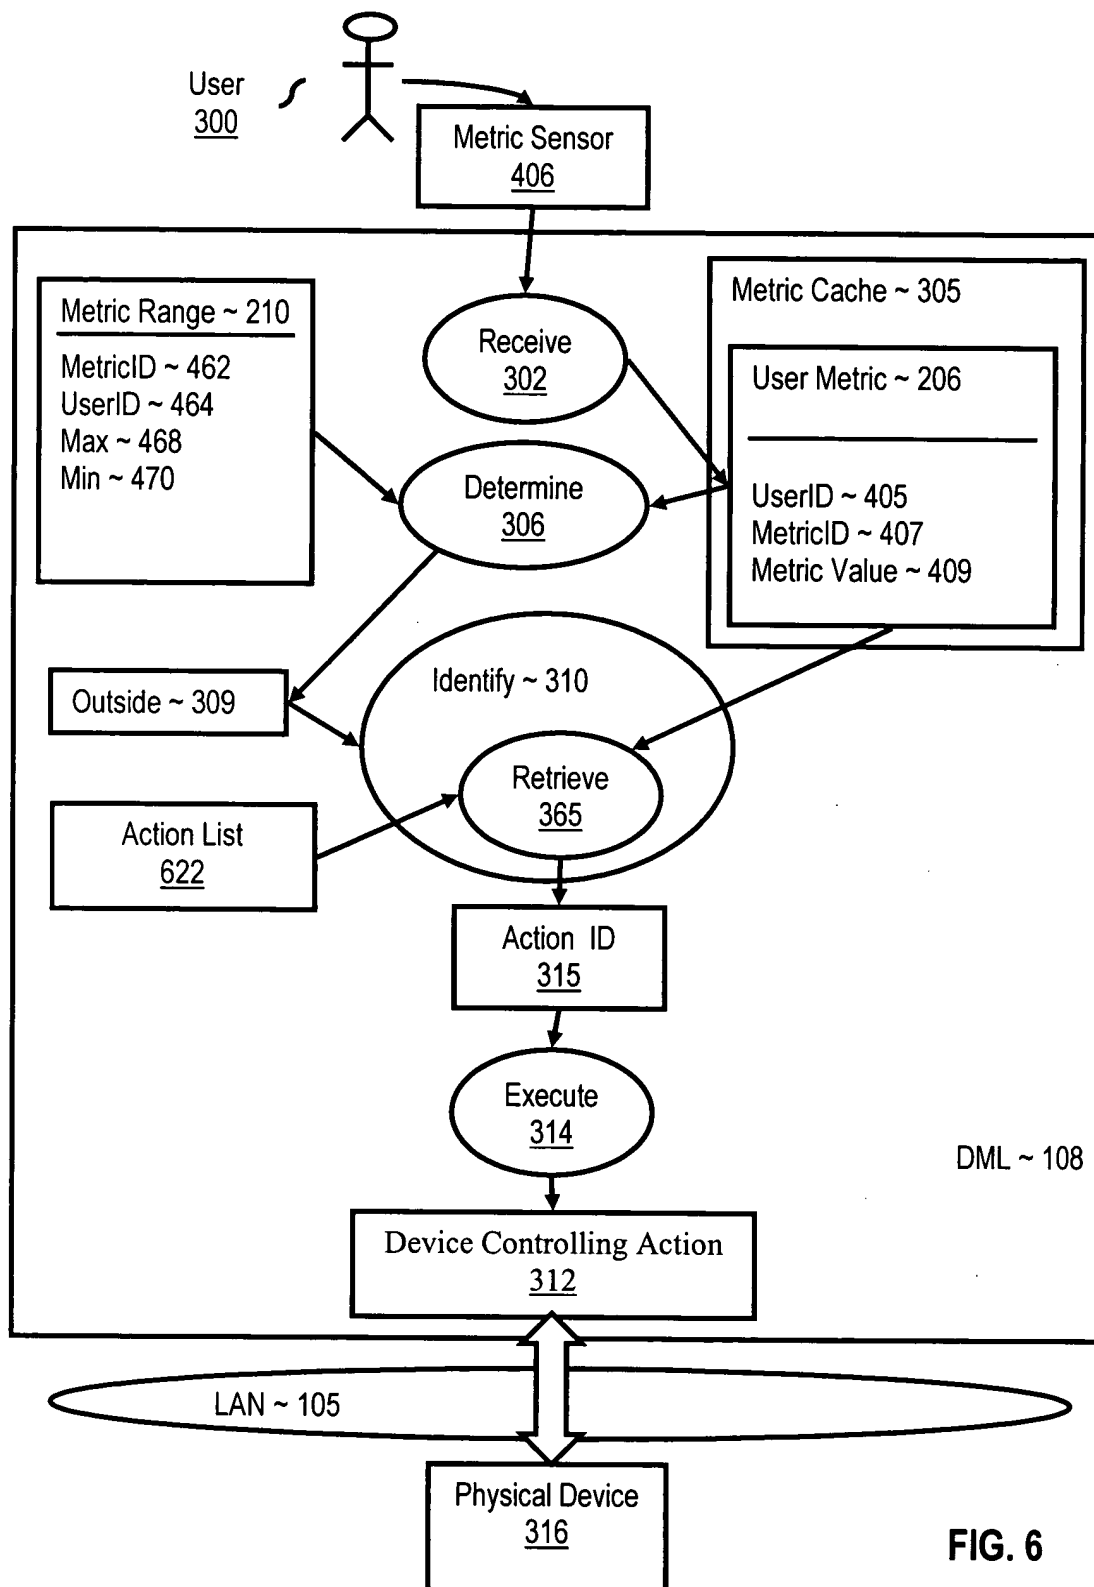 User
300
Metric Sensor
406
Metric Range ~ 210
MetricID ~ 462
UserID ~ 464
Max ~ 468
Min ~ 470
Receive
302
Metric Cache ~ 305
User Metric ~ 206
UserID ~ 405
MetricID ~ 407
Metric Value ~ 409
Determine
306
Outside ~ 309
Identify ~ 310
Retrieve
365
Action List
622
Action ID
315
Execute
314
DML ~ 108
Device Controlling Action
312
LAN ~ 105
Physical Device
316
FIG. 6